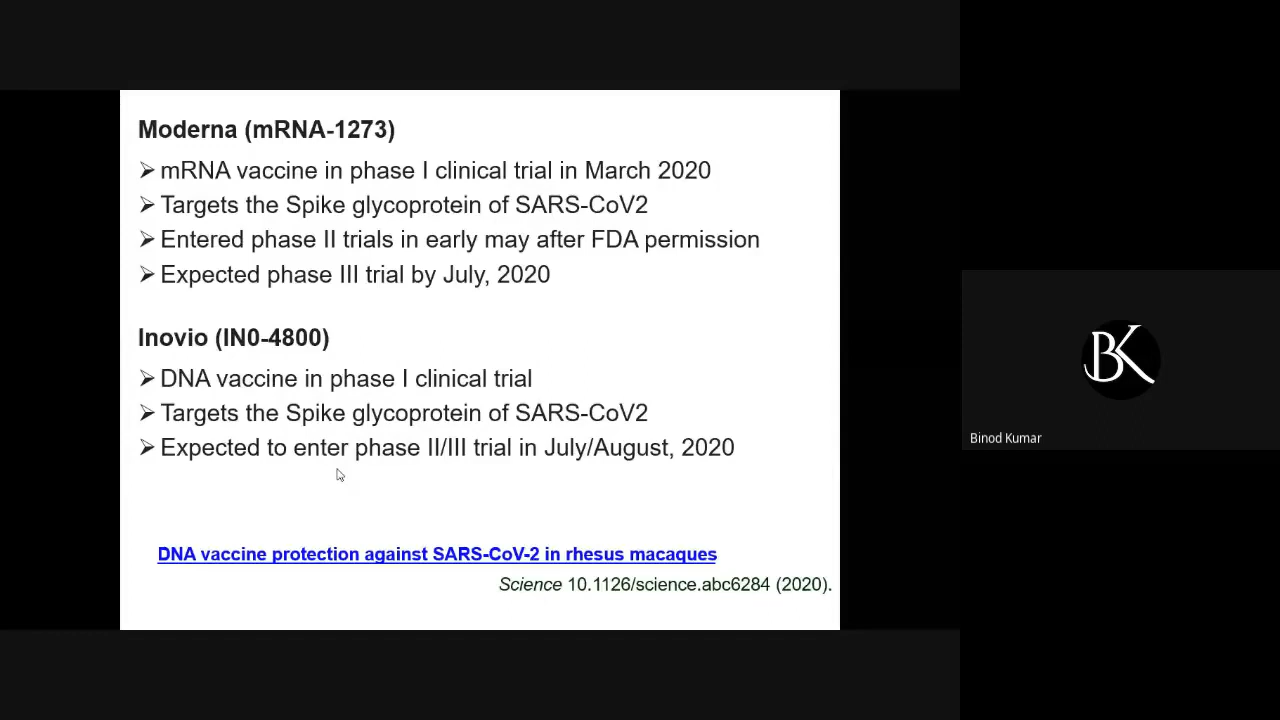 Moderna (mRNA-1273)
➢ mRNA vaccine in phase I clinical trial in March 2020
➢ Targets the Spike glycoprotein of SARS-CoV2
➢ Entered phase II trials in early may after FDA permission
➢ Expected phase III trial by July, 2020
Inovio (IN0-4800)
➢ DNA vaccine in phase I clinical trial
➢ Targets the Spike glycoprotein of SARS-CoV2
➢ Expected to enter phase II/III trial in July/August, 2020
DNA vaccine protection against SARS-CoV-2 in rhesus macaques
Science 10.1126/science.abc6284 (2020).
BK
Binod Kumar